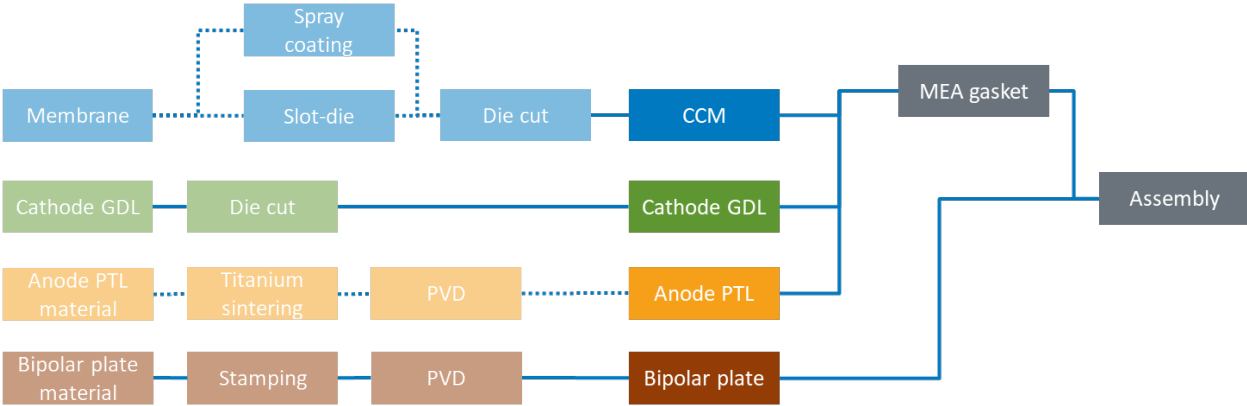 Spray
coating
Membrane
Slot-die
Die cut
CCM
MEA gasket
Cathode GDL
Die cut
Cathode GDL
Assembly
Anode PTL
material
Titanium
sintering
PVD
Anode PTL
Bipolar plate
material
Stamping
PVD
Bipolar plate